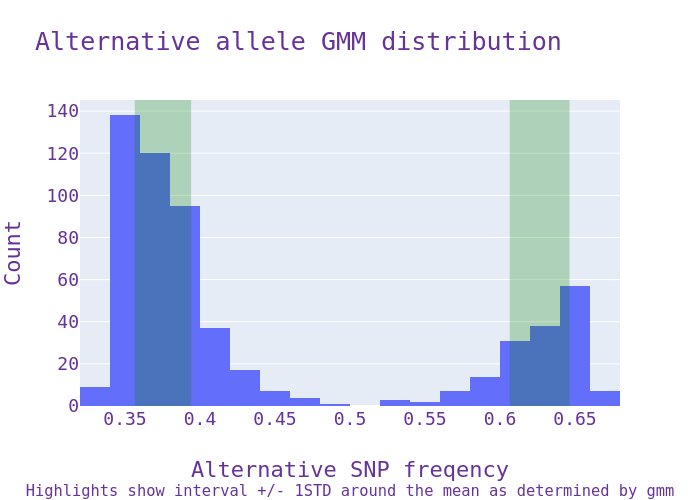 Alternative allele GMM distribution
Count
140
120
100
80
60
40
20
0
0.35 0.4 0.45 0.5 0.55 0.6 0.65
Alternative SNP freqency
Highlights show interval +/- 1STD around the mean as determined by gmm